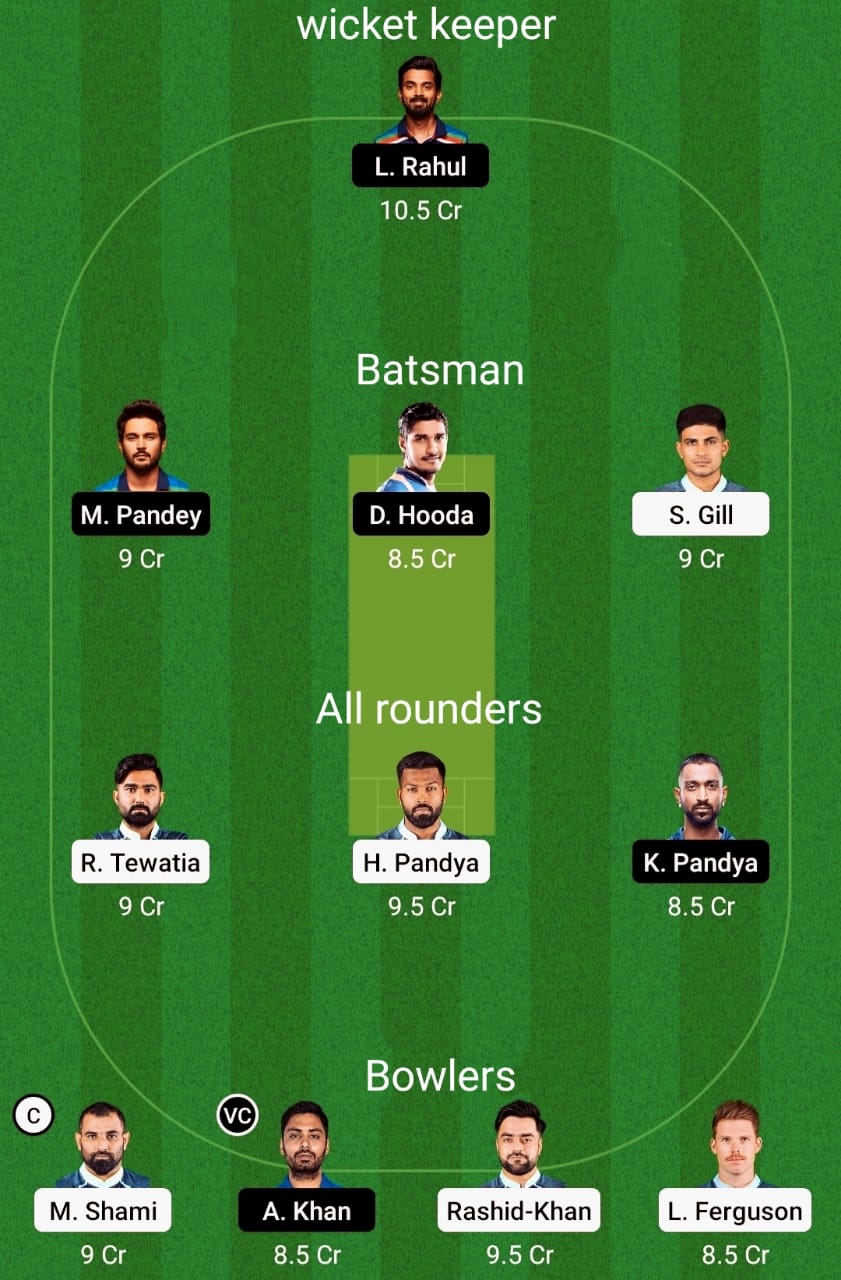 wicket keeper
L. Rahul
10.5 Cr
Batsman
M. Pandey
9 Cr
D. Hooda
8.5 Cr
S. Gill
9 Cr
All rounders
R. Tewatia
9 Cr
H. Pandya
9.5 Cr
K. Pandya
8.5 Cr
Bowlers
C
M. Shami
9 Cr
VC
A. Khan
8.5 Cr
Rashid-Khan
9.5 Cr
L. Ferguson
8.5 Cr